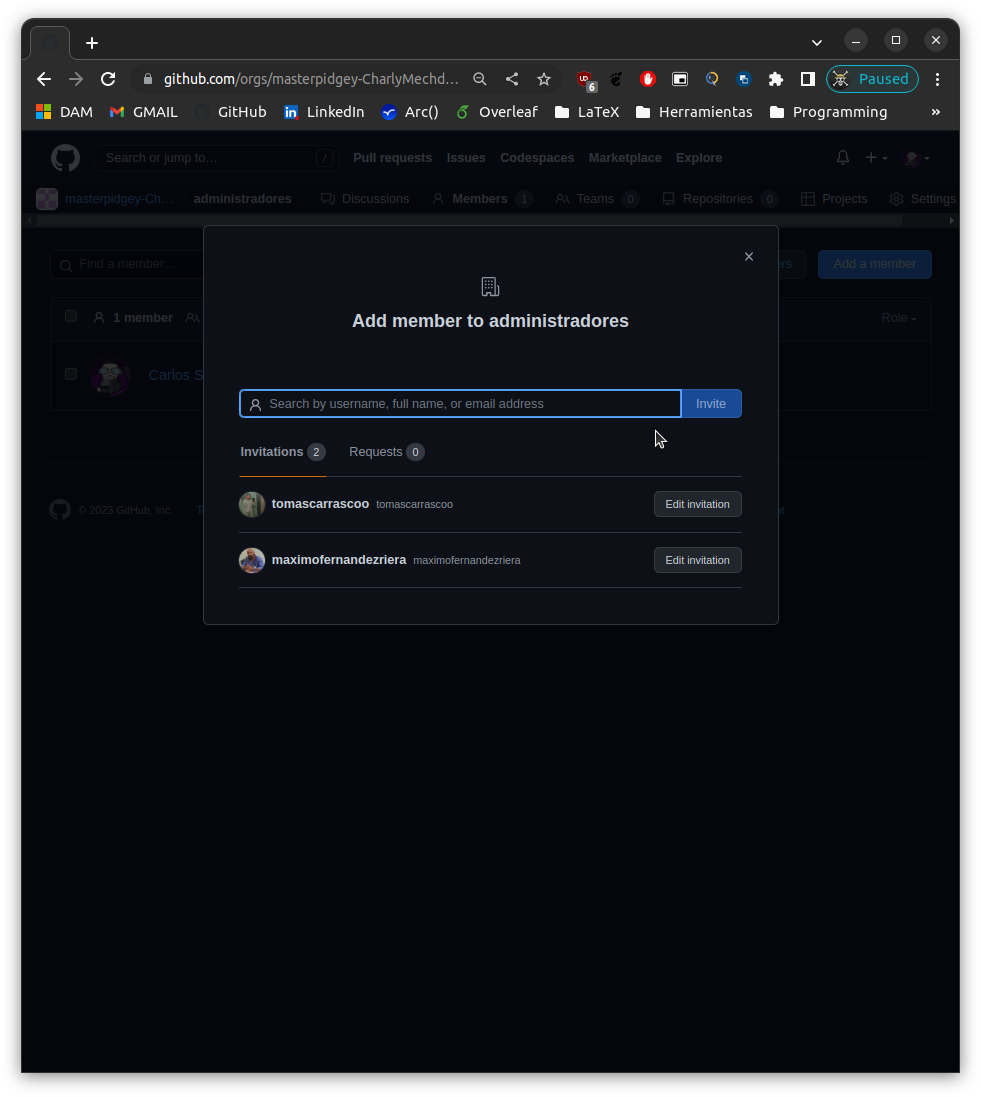 github.com/orgs/masterpidgey-CharlyMechd…
6
Paused
DAM GMAIL GitHub LinkedIn Arc() Overleaf LaTeX Herramientas Programming »
Search or jump to… / Pull requests Issues Codespaces Marketplace Explore
masterpidgey-Ch… / administradores Discussions Members 1 Teams 0 Repositories 0 Projects Settings
Find a member… Add a member
Add member to administradores
1 member Role
Carlos S
Search by username, full name, or email address Invite
Invitations 2 Requests 0
tomascarrascoo tomascarrascoo Edit invitation
© 2023 GitHub, Inc.
maximofernandezriera maximofernandezriera Edit invitation